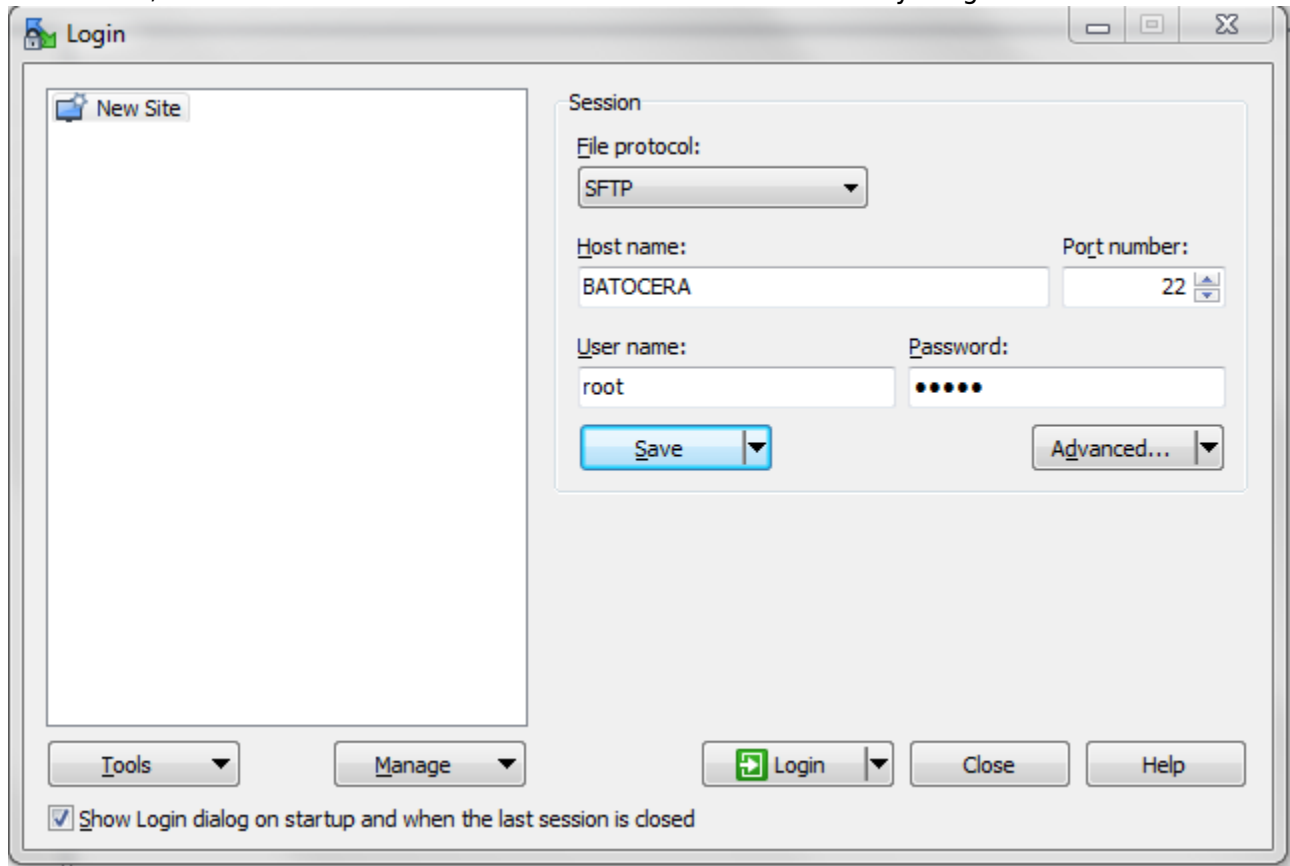 Login
New Site
Session
File protocol:
SFTP
Host name:
Port number:
BATOCERA
22
User name:
Password:
root
•••••
Save
Advanced...
Tools
Manage
Login
Close
Help
Show Login dialog on startup and when the last session is closed